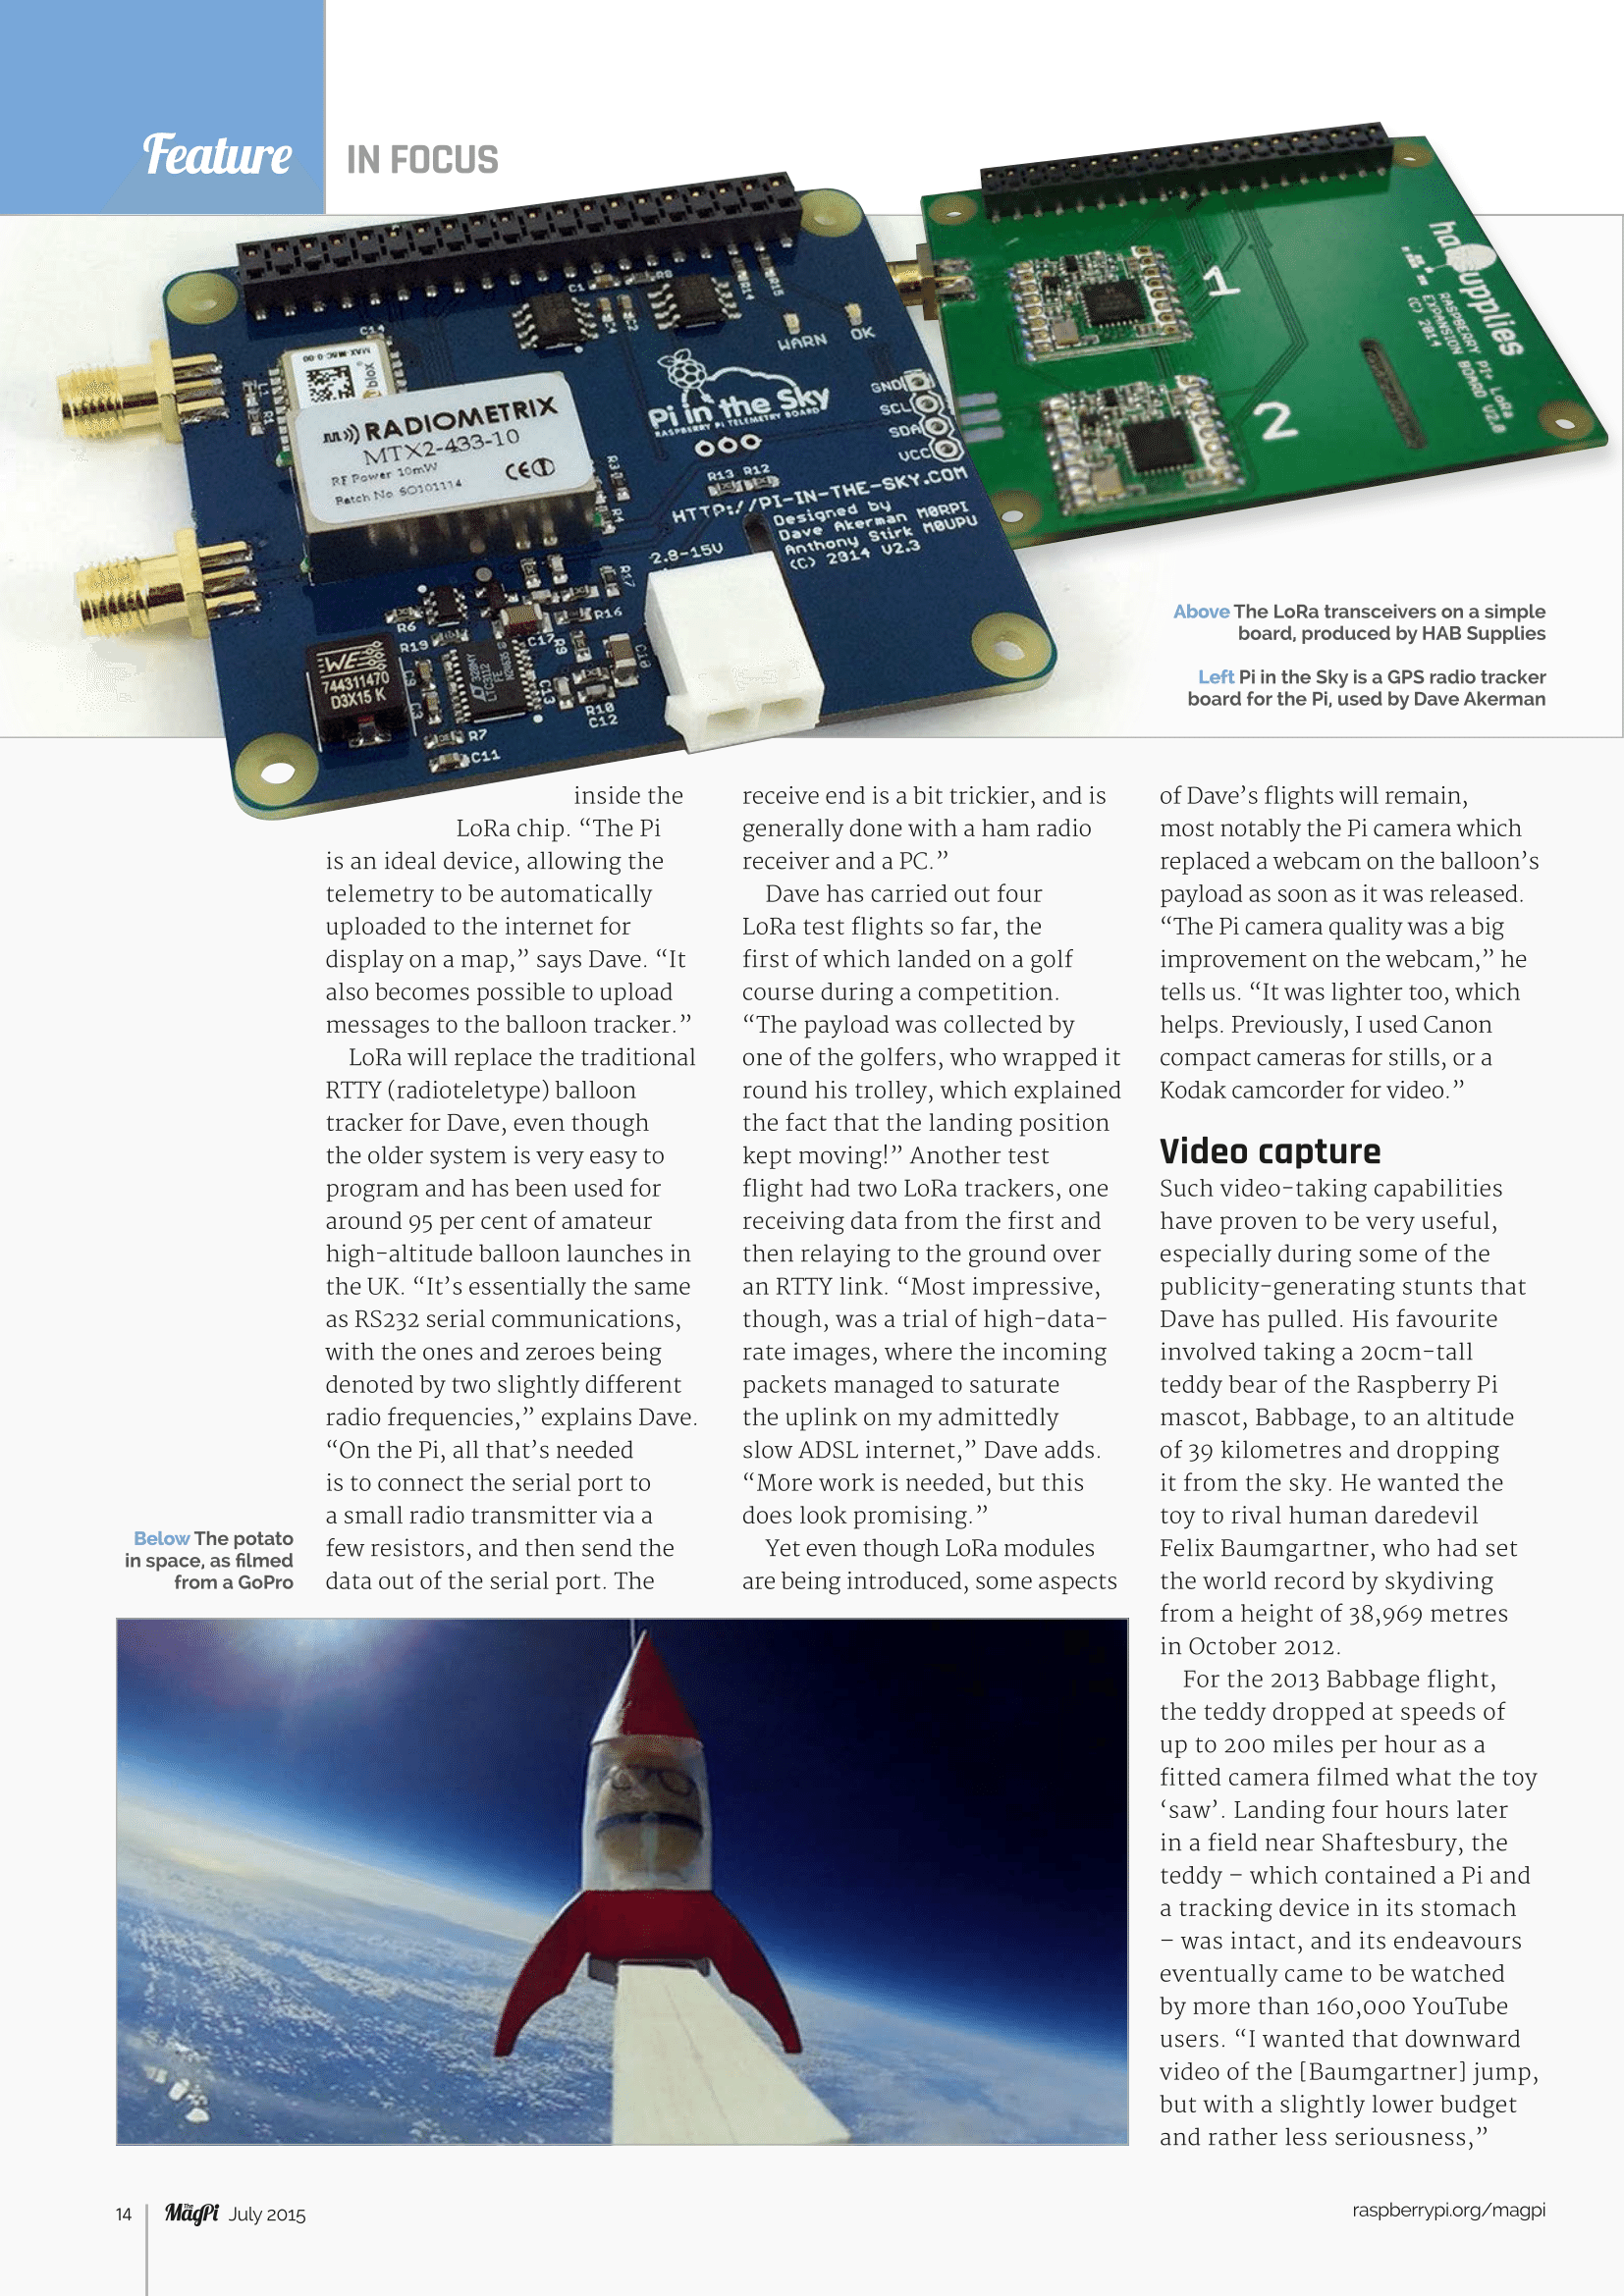 Feature
IN FOCUS
C14
C1
R8
R14
R15
WARN
OK
GND
SCL
SDA
VCC
blox
RADIOMETRIX
MTX2-433-10
RF Power 10mW
Batch No SO101114
Pi in the Sky
RASPBERRY PI TELEMETRY BOARD
R13 R12
HTTP://PI-IN-THE-SKY.COM
Designed by
Dave Akerman M0RPI
Anthony Stirk M0UPU
(C) 2014 V2.3
2.8-15V
R3
R4
R17
R16
R6
R19
C17
R9
C10
C13
R10
C12
R7
C11
WE
744311470
D3X15 K
1
2
RASPBERRY PI+ LoRa
EXPANSION BOARD V2.0
(C) 2014
Above The LoRa transceivers on a simple
board, produced by HAB Supplies
Left Pi in the Sky is a GPS radio tracker
board for the Pi, used by Dave Akerman
inside the
LoRa chip. “The Pi
is an ideal device, allowing the
telemetry to be automatically
uploaded to the internet for
display on a map,” says Dave. “It
also becomes possible to upload
messages to the balloon tracker.”
LoRa will replace the traditional
RTTY (radioteletype) balloon
tracker for Dave, even though
the older system is very easy to
program and has been used for
around 95 per cent of amateur
high-altitude balloon launches in
the UK. “It’s essentially the same
as RS232 serial communications,
with the ones and zeroes being
denoted by two slightly different
radio frequencies,” explains Dave.
“On the Pi, all that’s needed
is to connect the serial port to
a small radio transmitter via a
few resistors, and then send the
data out of the serial port. The
receive end is a bit trickier, and is
generally done with a ham radio
receiver and a PC.”
Dave has carried out four
LoRa test flights so far, the
first of which landed on a golf
course during a competition.
“The payload was collected by
one of the golfers, who wrapped it
round his trolley, which explained
the fact that the landing position
kept moving!” Another test
flight had two LoRa trackers, one
receiving data from the first and
then relaying to the ground over
an RTTY link. “Most impressive,
though, was a trial of high-data-
rate images, where the incoming
packets managed to saturate
the uplink on my admittedly
slow ADSL internet,” Dave adds.
“More work is needed, but this
does look promising.”
Yet even though LoRa modules
are being introduced, some aspects
of Dave’s flights will remain,
most notably the Pi camera which
replaced a webcam on the balloon’s
payload as soon as it was released.
“The Pi camera quality was a big
improvement on the webcam,” he
tells us. “It was lighter too, which
helps. Previously, I used Canon
compact cameras for stills, or a
Kodak camcorder for video.”
Video capture
Such video-taking capabilities
have proven to be very useful,
especially during some of the
publicity-generating stunts that
Dave has pulled. His favourite
involved taking a 20cm-tall
teddy bear of the Raspberry Pi
mascot, Babbage, to an altitude
of 39 kilometres and dropping
it from the sky. He wanted the
toy to rival human daredevil
Felix Baumgartner, who had set
the world record by skydiving
from a height of 38,969 metres
in October 2012.
For the 2013 Babbage flight,
the teddy dropped at speeds of
up to 200 miles per hour as a
fitted camera filmed what the toy
‘saw’. Landing four hours later
in a field near Shaftesbury, the
teddy – which contained a Pi and
a tracking device in its stomach
– was intact, and its endeavours
eventually came to be watched
by more than 160,000 YouTube
users. “I wanted that downward
video of the [Baumgartner] jump,
but with a slightly lower budget
and rather less seriousness,”
Below The potato
in space, as filmed
from a GoPro
14
The MagPi July 2015
raspberrypi.org/magpi